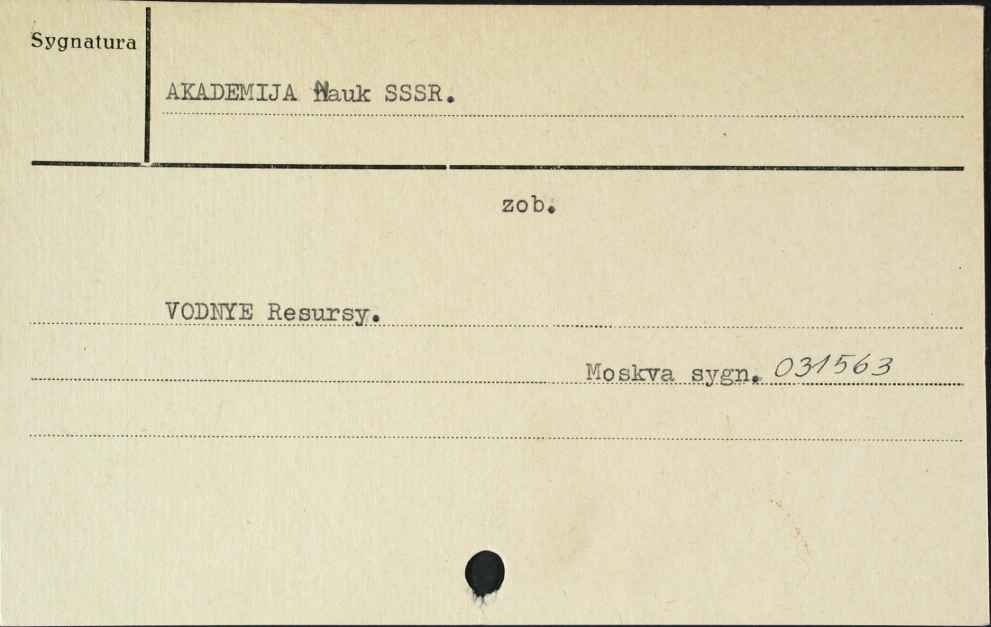 Sygnatura
AKADEMIJA Nauk SSSR.
zob.
VODNYE Resursy.
Moskva sygn. 031563